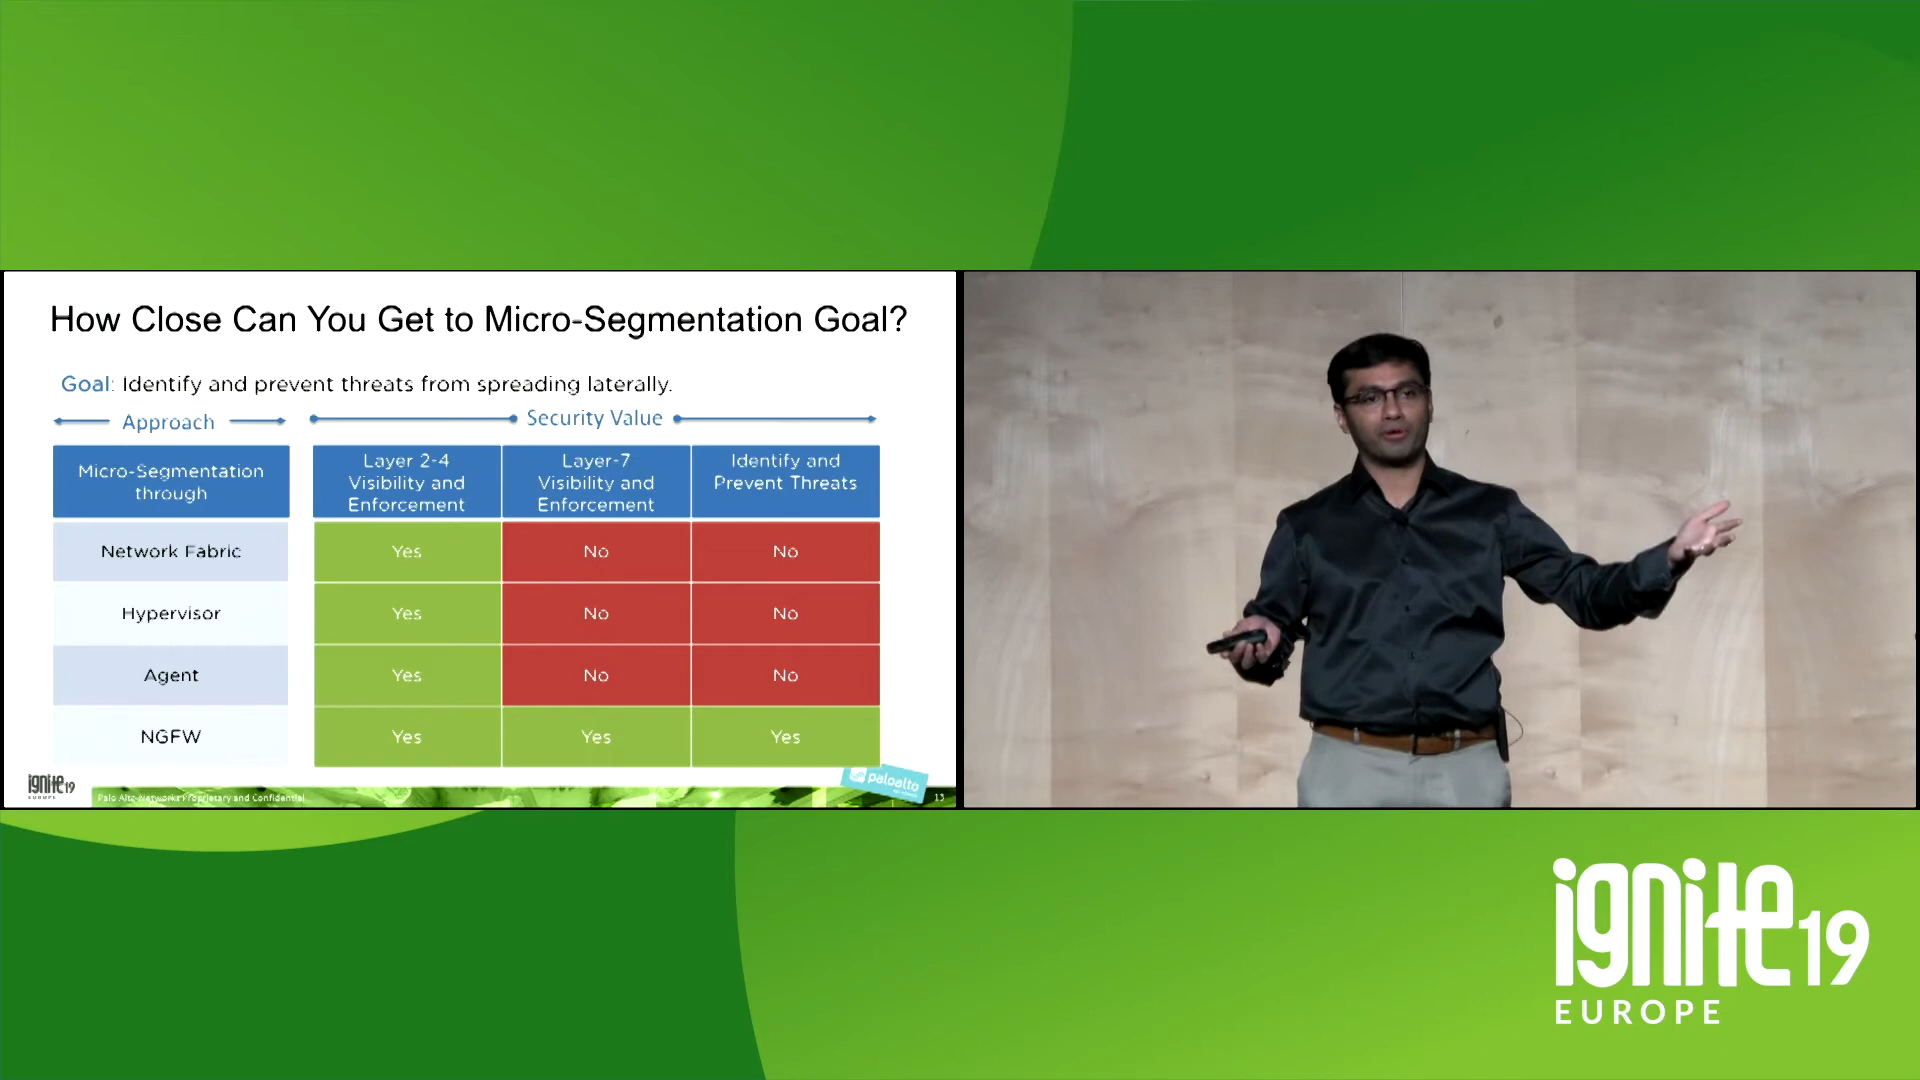 How Close Can You Get to Micro-Segmentation Goal?
Goal: Identify and prevent threats from spreading laterally.
Approach
Security Value
Micro-Segmentation
through
Layer 2-4
Visibility and
Enforcement
Layer-7
Visibility and
Enforcement
Identify and
Prevent Threats
Network Fabric
Yes
No
No
Hypervisor
Yes
No
No
Agent
Yes
No
No
NGFW
Yes
Yes
Yes
ignite19
EUROPE
Palo Alto Networks Proprietary and Confidential
paloalto
13
ignite19
EUROPE